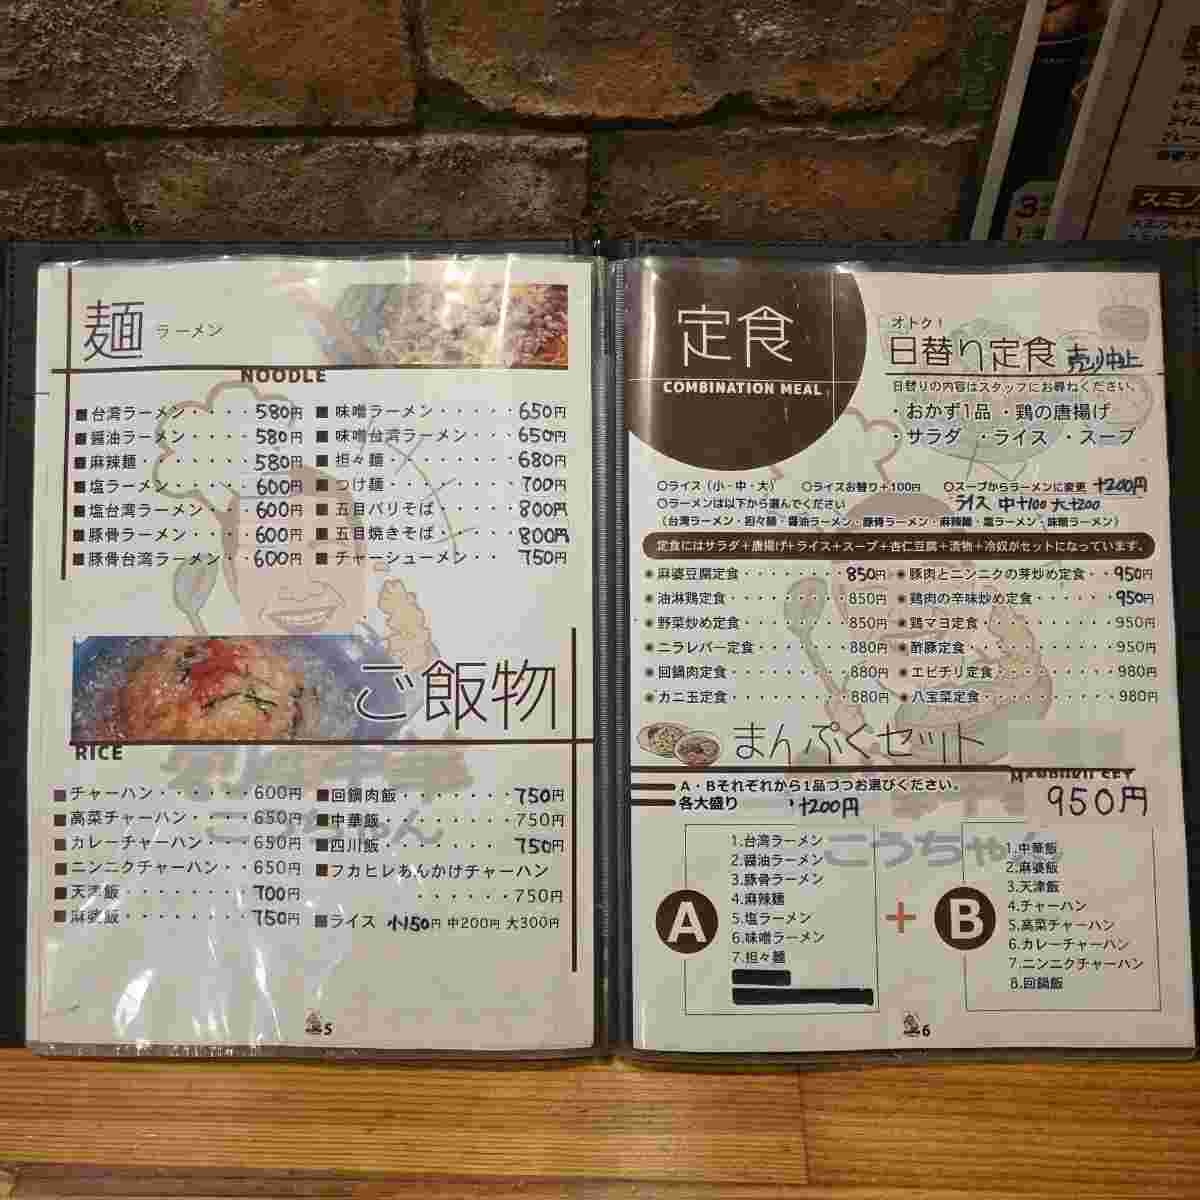 麺 ラーメン
NOODLE
■台湾ラーメン・・・・580円
■醤油ラーメン・・・・580円
■麻辣麺・・・・・・・580円
■塩ラーメン・・・・・600円
■塩台湾ラーメン・・・600円
■豚骨ラーメン・・・・600円
■豚骨台湾ラーメン・・600円
■味噌ラーメン・・・・・650円
■味噌台湾ラーメン・・・650円
■担々麺・・・・・・・・680円
■つけ麺・・・・・・・・700円
■五目バリそば・・・・・800円
■五目焼きそば・・・・・800円
■チャーシューメン・・・750円
ご飯物
RICE
■チャーハン・・・・・・600円
■高菜チャーハン・・・・650円
■カレーチャーハン・・・650円
■ニンニクチャーハン・・650円
■天津飯・・・・・・・・700円
■麻婆飯・・・・・・・・750円
■回鍋肉飯・・・・・・・750円
■中華飯・・・・・・・・750円
■四川飯・・・・・・・・750円
■フカヒレあんかけチャーハン
・・・・・・750円
■ライス 小150円 中200円 大300円
5
定食
COMBINATION MEAL
オトク！
日替り定食 売り中止
日替りの内容はスタッフにお尋ねください。
・おかず1品 ・鶏の唐揚げ
・サラダ ・ライス ・スープ
○ライス（小・中・大） ○ライスお替り＋100円 ○スープからラーメンに変更 +200円
○ラーメンは以下から選んでください ライス 中+100 大+200
（台湾ラーメン・担々麺・醤油ラーメン・豚骨ラーメン・麻辣麺・塩ラーメン・味噌ラーメン）
定食にはサラダ＋唐揚げ＋ライス＋スープ＋杏仁豆腐＋漬物＋冷奴がセットになっています。
●麻婆豆腐定食・・・・・・・850円
●油淋鶏定食・・・・・・・・850円
●野菜炒め定食・・・・・・・850円
●ニラレバー定食・・・・・・880円
●回鍋肉定食・・・・・・・・880円
●カニ玉定食・・・・・・・・880円
●豚肉とニンニクの芽炒め定食・・950円
●鶏肉の辛味炒め定食・・・・・・950円
●鶏マヨ定食・・・・・・・・・・950円
●酢豚定食・・・・・・・・・・・950円
●エビチリ定食・・・・・・・・・980円
●八宝菜定食・・・・・・・・・・980円
まんぷくセット
MANPUKU SET
A・Bそれぞれから1品づつお選びください。
各大盛り +200円
950円
こうちゃん
A
1.台湾ラーメン
2.醤油ラーメン
3.豚骨ラーメン
4.麻辣麺
5.塩ラーメン
6.味噌ラーメン
7.担々麺
+
B
1.中華飯
2.麻婆飯
3.天津飯
4.チャーハン
5.高菜チャーハン
6.カレーチャーハン
7.ニンニクチャーハン
8.回鍋飯
6